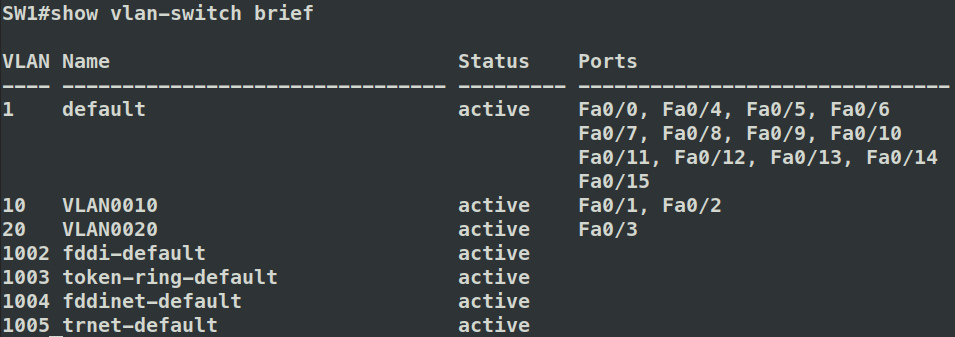 SW1#show vlan-switch brief
VLAN Name                             Status    Ports
---- -------------------------------- --------- -------------------------------
1    default                          active    Fa0/0, Fa0/4, Fa0/5, Fa0/6
                                                Fa0/7, Fa0/8, Fa0/9, Fa0/10
                                                Fa0/11, Fa0/12, Fa0/13, Fa0/14
                                                Fa0/15
10   VLAN0010                         active    Fa0/1, Fa0/2
20   VLAN0020                         active    Fa0/3
1002 fddi-default                     active
1003 token-ring-default               active
1004 fddinet-default                  active
1005 trnet-default                    active